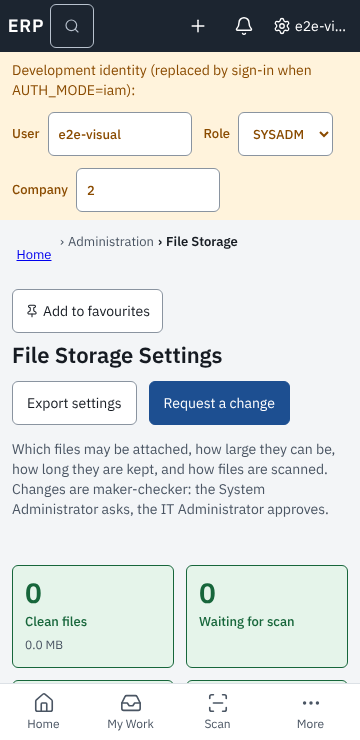 ERP
e2e-vi...
Development identity (replaced by sign-in when
AUTH_MODE=iam):
User
e2e-visual
Role
SYSADM
Company
2
Home
› Administration › File Storage
Add to favourites
File Storage Settings
Export settings
Request a change
Which files may be attached, how large they can be,
how long they are kept, and how files are scanned.
Changes are maker-checker: the System
Administrator asks, the IT Administrator approves.
0
Clean files
0.0 MB
0
Waiting for scan
Home
My Work
Scan
More